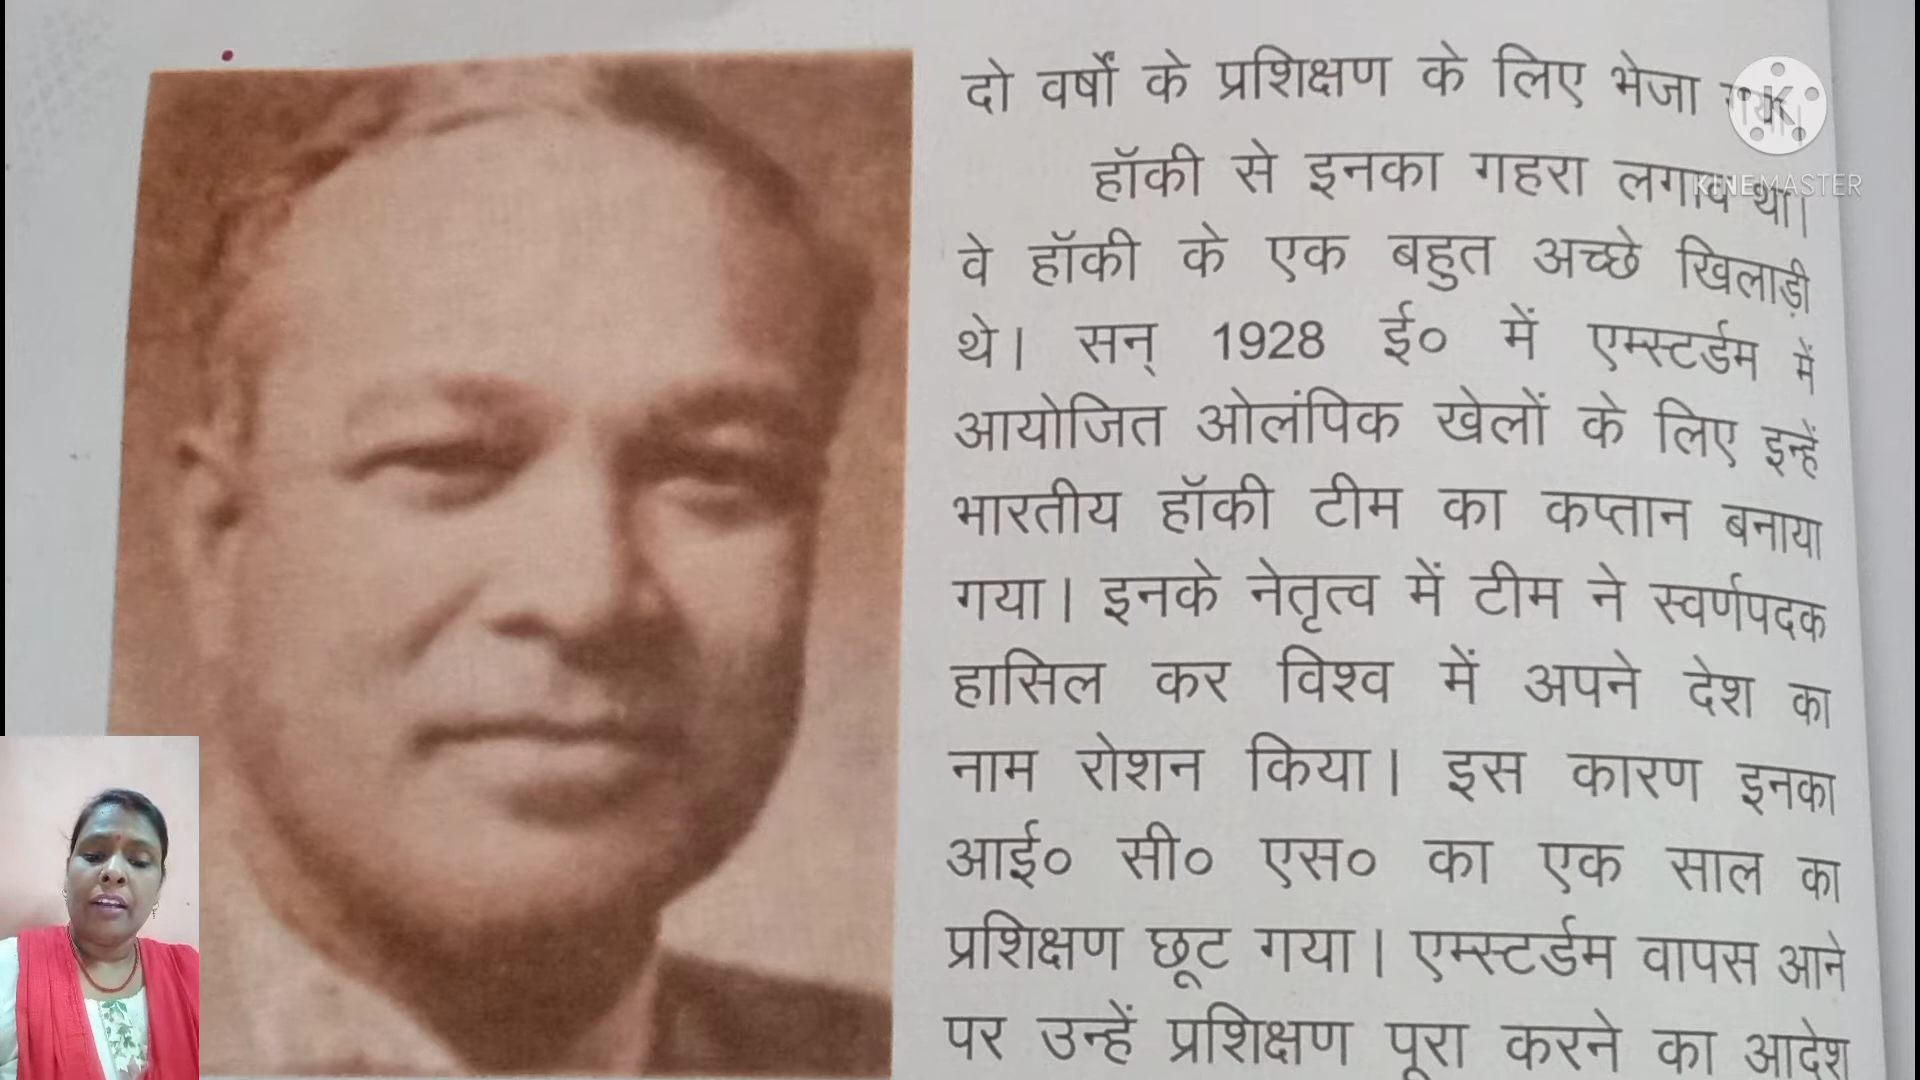 दो वर्षों के प्रशिक्षण के लिए भेजा
हॉकी से इनका गहरा लगाव था।
वे हॉकी के एक बहुत अच्छे खिलाड़ी
थे। सन् 1928 ई० में एम्स्टर्डम में
आयोजित ओलंपिक खेलों के लिए इन्हें
भारतीय हॉकी टीम का कप्तान बनाया
गया। इनके नेतृत्व में टीम ने स्वर्णपदक
हासिल कर विश्व में अपने देश का
नाम रोशन किया। इस कारण इनका
आई० सी० एस० का एक साल का
प्रशिक्षण छूट गया। एम्स्टर्डम वापस आने
पर उन्हें प्रशिक्षण पूरा करने का आदेश
K
KINEMASTER